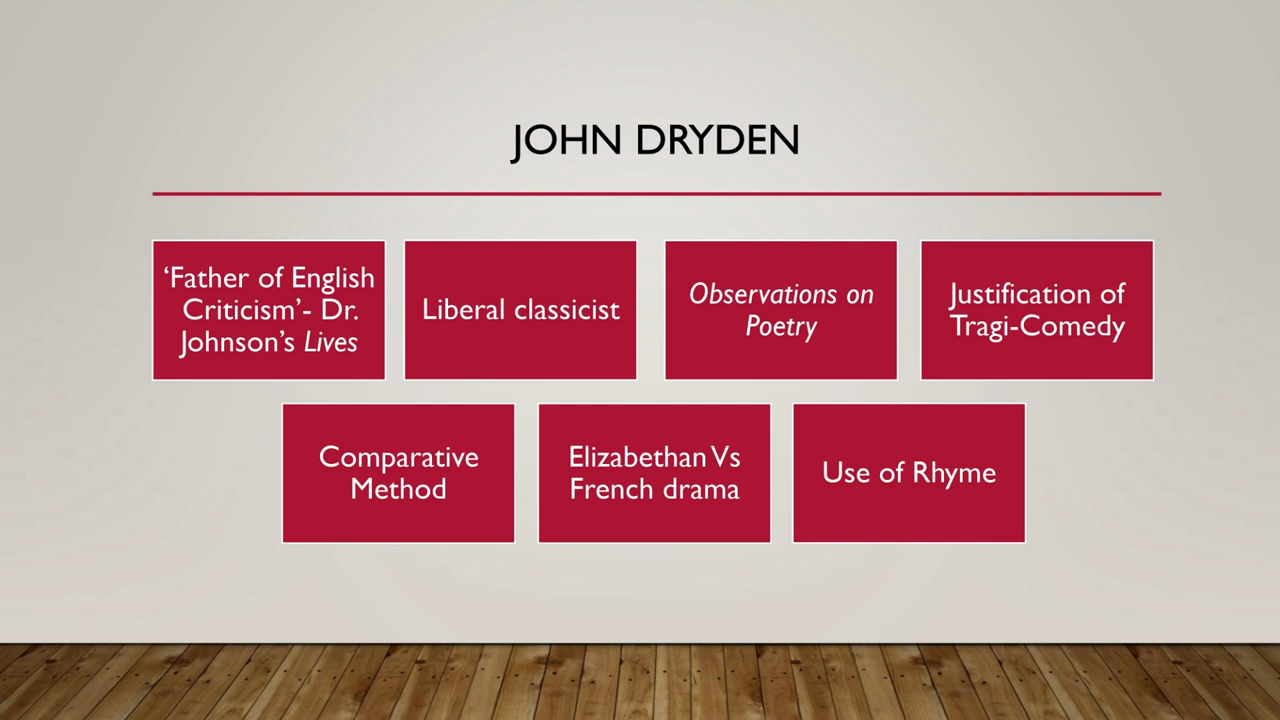 JOHN DRYDEN
‘Father of English
Criticism’- Dr.
Johnson’s Lives
Liberal classicist
Observations on
Poetry
Justification of
Tragi-Comedy
Comparative
Method
Elizabethan Vs
French drama
Use of Rhyme